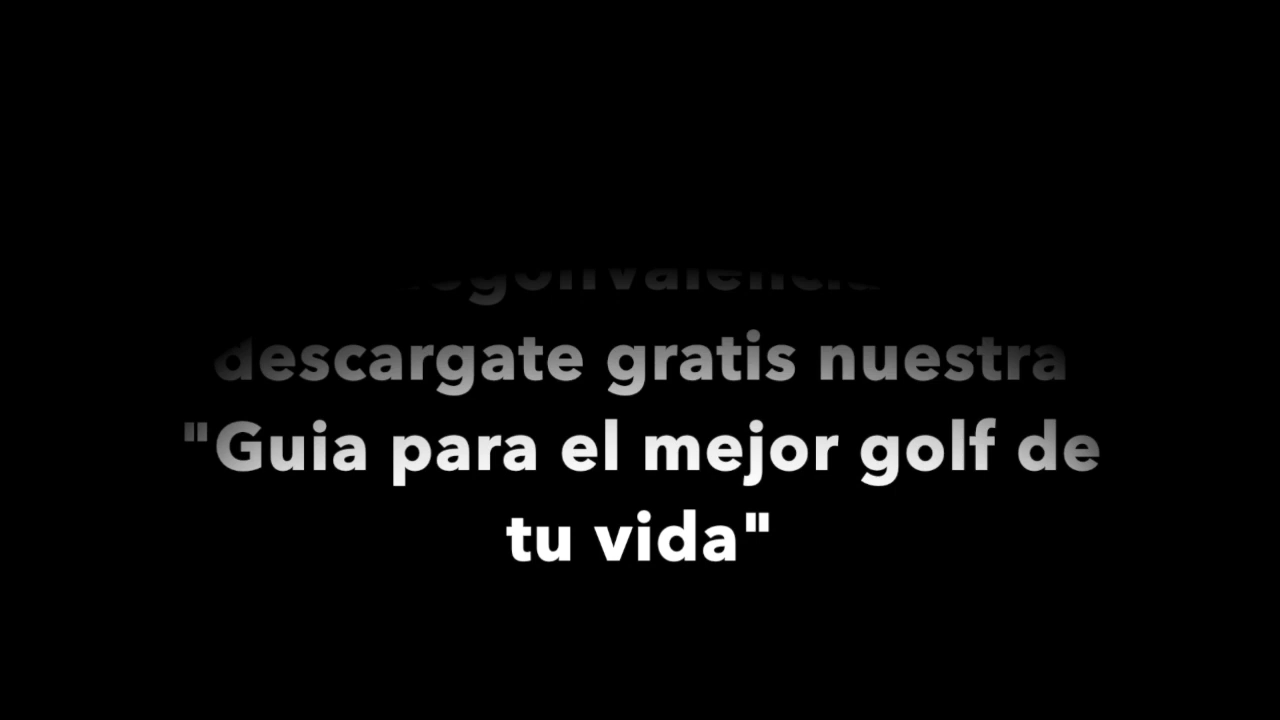 descargate gratis nuestra
"Guia para el mejor golf de
tu vida"